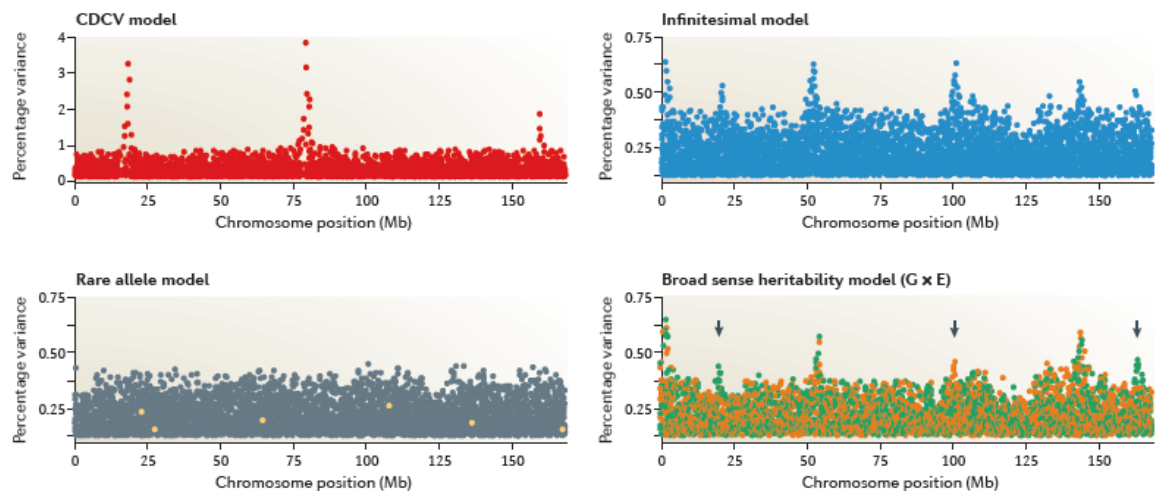 CDCV model
Percentage variance
4
3
2
1
0
0 25 50 75 100 125 150
Chromosome position (Mb)
Infinitesimal model
Percentage variance
0.75
0.50
0.25
0 25 50 75 100 125 150
Chromosome position (Mb)
Rare allele model
Percentage variance
0.75
0.50
0.25
0 25 50 75 100 125 150
Chromosome position (Mb)
Broad sense heritability model (G x E)
Percentage variance
0.75
0.50
0.25
0 25 50 75 100 125 150
Chromosome position (Mb)